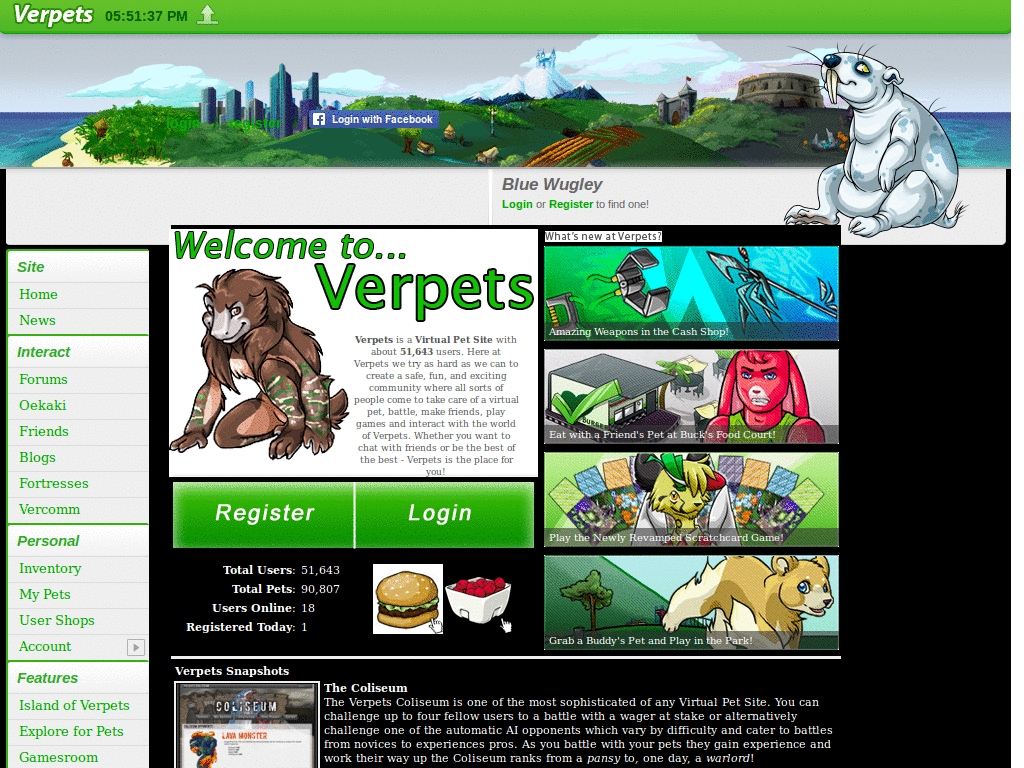 Verpets 05:51:37 PM
login or register
Login with Facebook
Blue Wugley
Login or Register to find one!
Site
Home
News
Interact
Forums
Oekaki
Friends
Blogs
Fortresses
Vercomm
Personal
Inventory
My Pets
User Shops
Account
Features
Island of Verpets
Explore for Pets
Gamesroom
Welcome to...
Verpets
Verpets is a Virtual Pet Site with
about 51,643 users. Here at
Verpets we try as hard as we can to
create a safe, fun, and exciting
community where all sorts of
people come to take care of a virtual
pet, battle, make friends, play
games and interact with the world
of Verpets. Whether you want to
chat with friends or be the best of
the best - Verpets is the place for
you!
Register
Login
Total Users: 51,643
Total Pets: 90,807
Users Online: 18
Registered Today: 1
What's new at Verpets?
Amazing Weapons in the Cash Shop!
Eat with a Friend's Pet at Buck's Food Court!
Play the Newly Revamped Scratchcard Game!
Grab a Buddy's Pet and Play in the Park!
Verpets Snapshots
COLISEUM
LAVA MONSTER
The Coliseum
The Verpets Coliseum is one of the most sophisticated of any Virtual Pet Site. You can
challenge up to four fellow users to a battle with a wager at stake or alternatively
challenge one of the automatic AI opponents which vary by difficulty and cater to battles
from novices to experiences pros. As you battle with your pets they gain experience and
work their way up the Coliseum ranks from a pansy to, one day, a warlord!